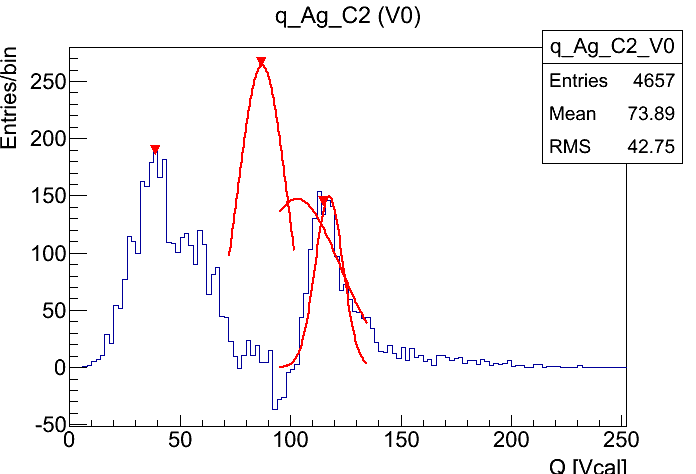 q_Ag_C2 (V0)
q_Ag_C2_V0
Entries 4657
Mean 73.89
RMS 42.75
Entries/bin
250
200
150
100
50
0
-50
0 50 100 150 200 250
Q [Vcal]